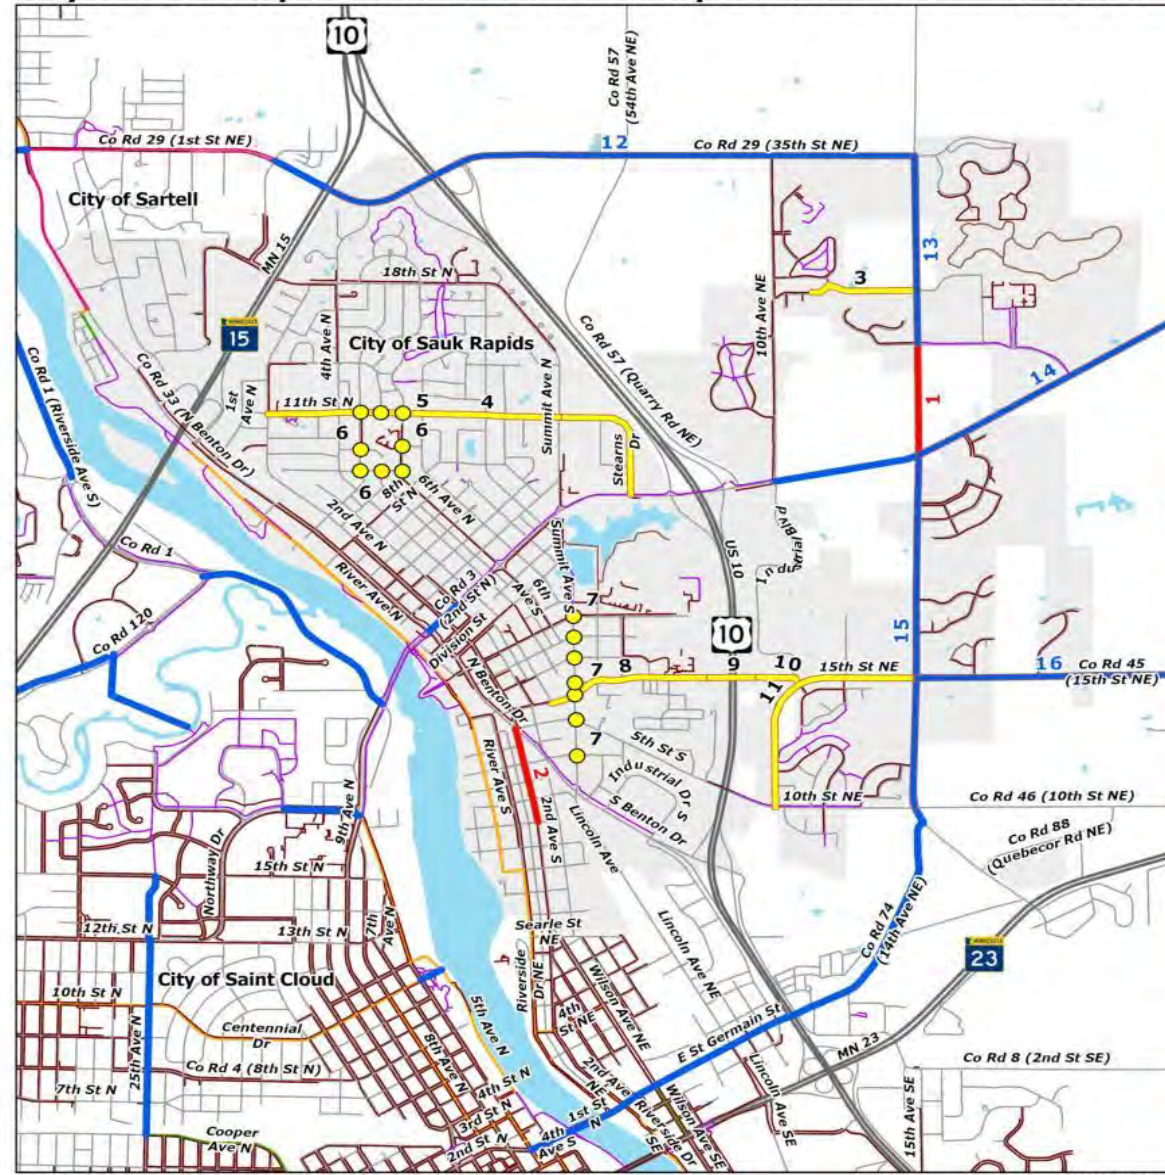 10
Co Rd 57
(54th Ave NE)
Co Rd 29 (1st St NE)
12
Co Rd 29 (35th St NE)
City of Sartell
13
MN 15
18th St N
3
MINNESOTA
15
4th Ave N
City of Sauk Rapids
Co Rd 57 (Quarry Rd NE)
10th Ave NE
Co Rd 1 (Riverside Ave S)
Co Rd 33 (N Benton Dr)
1st
Ave N
11th St N
5
4
Summit Ave N
14
1
6
6
Stearns
Dr
6
8th
St N
6th Ave N
2nd Ave N
Industrial Blvd
Co Rd 1
Summit Ave S
US 10
River Ave N
Co Rd 3
(2nd St N)
6th
Ave S
7
Co Rd 120
Division St
10
15
N Benton Dr
7
8
9
10
15th St NE
16
Co Rd 45
(15th St NE)
11
7
5th St S
2
River Ave S
Industrial Dr S
S Benton Dr
10th St NE
Co Rd 46 (10th St NE)
9th Ave N
2nd Ave S
Lincoln Ave
Co Rd 88
(Quebecor Rd NE)
Northway Dr
15th St N
12th St N
13th St N
7th
Ave N
Searle St
NE
Lincoln Ave NE
Co Rd 74
(14th Ave NE)
MINNESOTA
23
City of Saint Cloud
Riverside
Dr NE
Wilson Ave NE
10th St N
Centennial
Dr
5th Ave N
4th
St NE
E St Germain St
MN 23
25th Ave N
Co Rd 4 (8th St N)
8th Ave N
Co Rd 8 (2nd St SE)
7th St N
4th St N
3rd St N
2nd St N
2nd Ave
NE
1st St
N
4th
Ave S
Riverside Dr
SE
Wilson Ave SE
Lincoln Ave SE
15th Ave SE
Cooper
Ave N